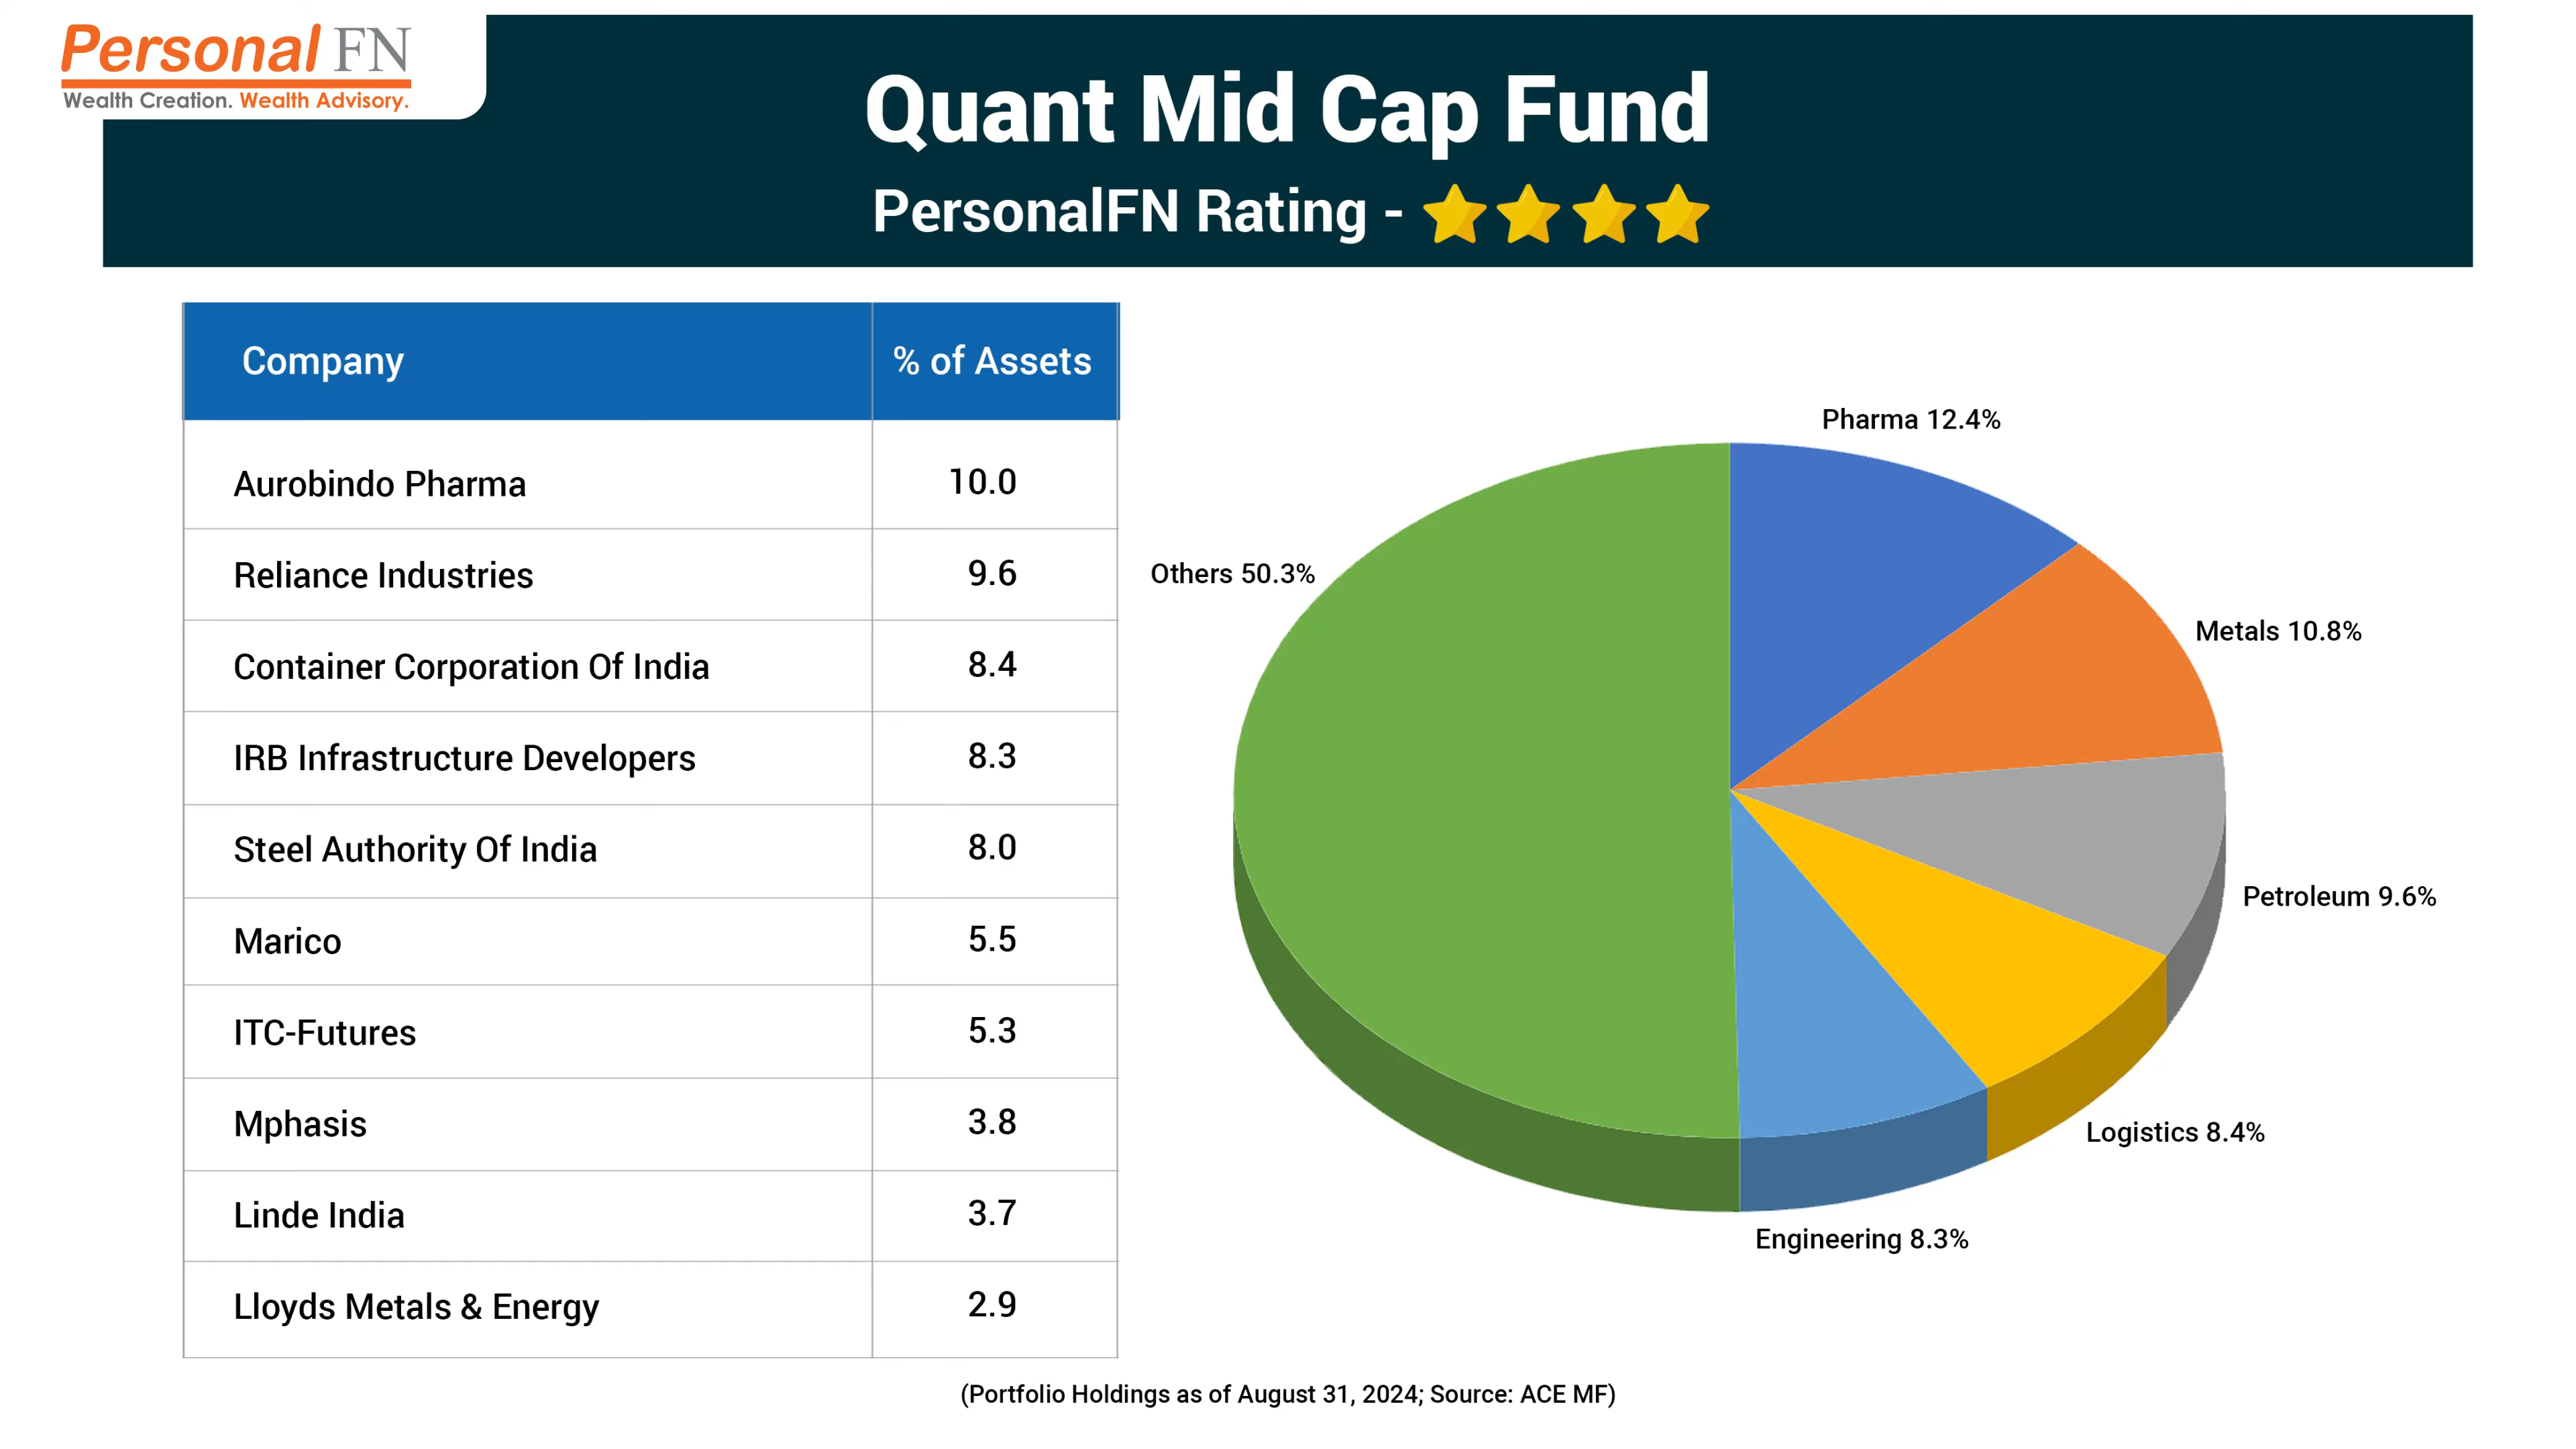 Personal FN
Wealth Creation. Wealth Advisory.
Quant Mid Cap Fund
PersonalFN Rating -
Company % of Assets
Aurobindo Pharma 10.0
Reliance Industries 9.6
Container Corporation Of India 8.4
IRB Infrastructure Developers 8.3
Steel Authority Of India 8.0
Marico 5.5
ITC-Futures 5.3
Mphasis 3.8
Linde India 3.7
Lloyds Metals & Energy 2.9
Pharma 12.4%
Others 50.3%
Metals 10.8%
Petroleum 9.6%
Logistics 8.4%
Engineering 8.3%
(Portfolio Holdings as of August 31, 2024; Source: ACE MF)